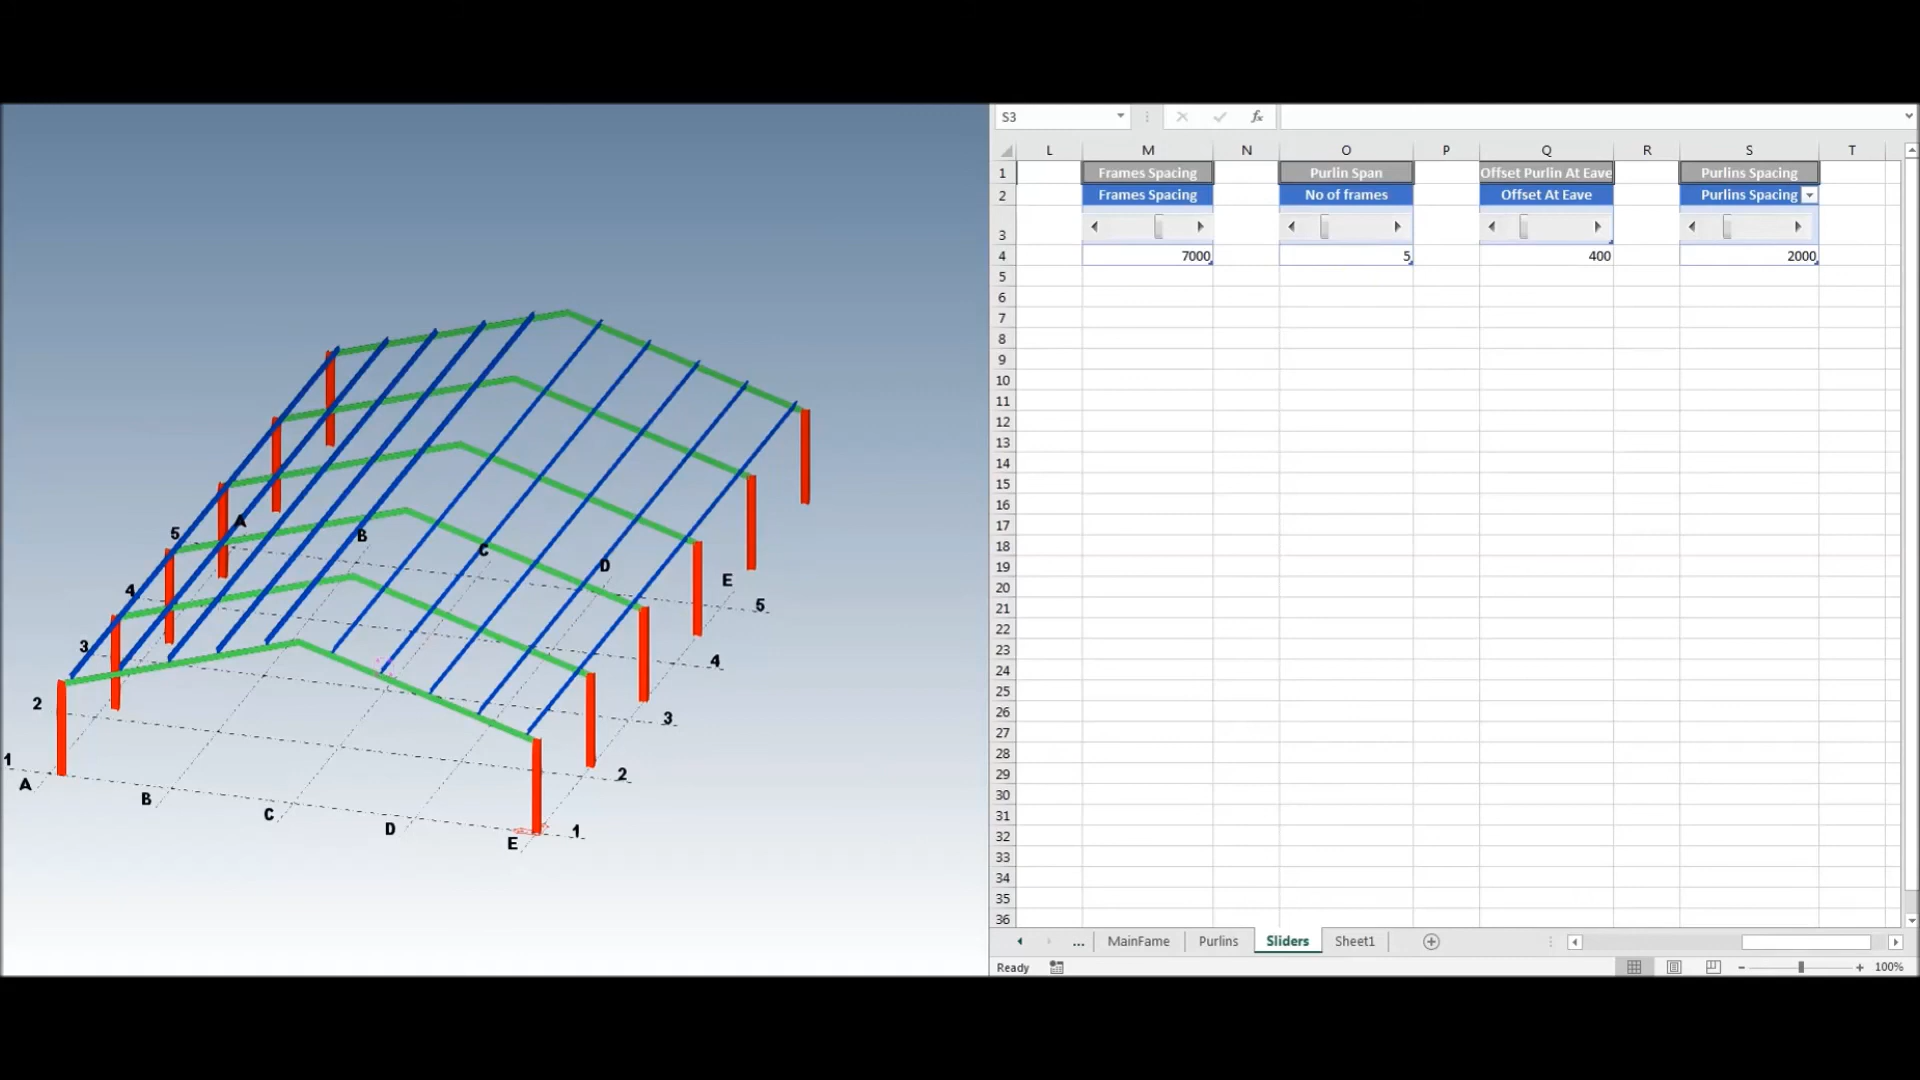 S3
fx
L M N O P Q R S T
1 Frames Spacing Purlin Span Offset Purlin At Eave Purlins Spacing
2 Frames Spacing No of frames Offset At Eave Purlins Spacing
3
4 7000 5 400 2000
5
6
7
8
9
10
11
12
13
14
15
16
17
18
19
20
21
22
23
24
25
26
27
28
29
30
31
32
33
34
35
36
... MainFame Purlins Sliders Sheet1
Ready 100%
A
5
B
C
D
E
5
4
4
3
3
2
2
1
1
A
B
C
D
E